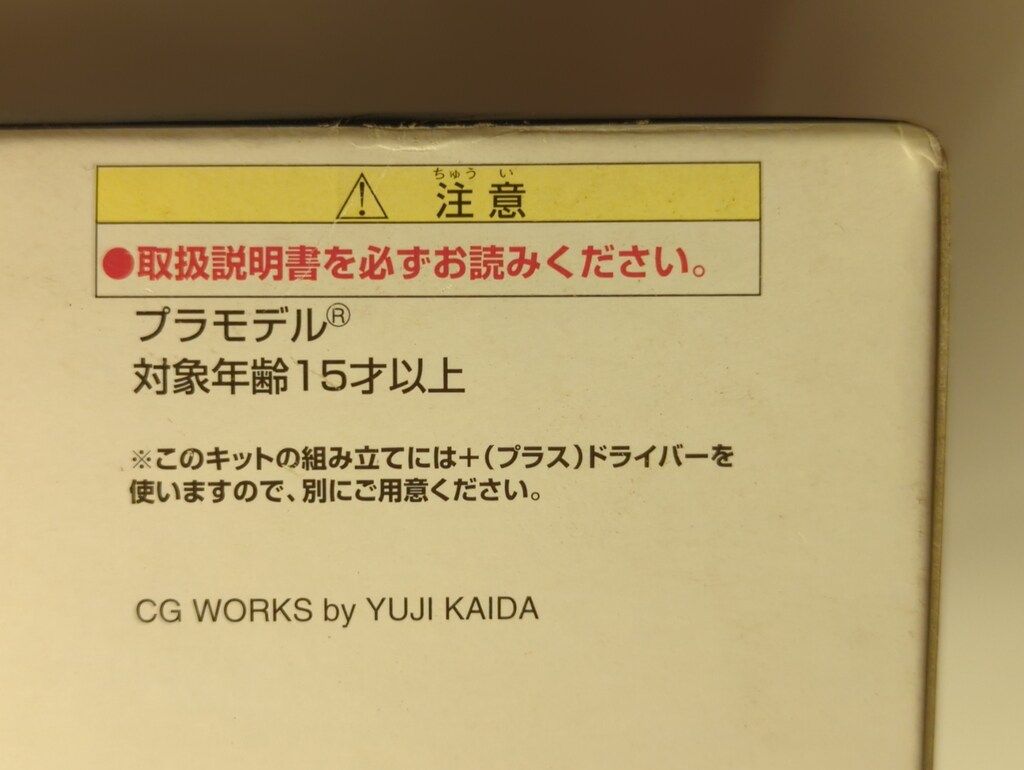 ⚠ 注意
ちゅうい
●取扱説明書を必ずお読みください。
プラモデル®
対象年齢15才以上
※このキットの組み立てには+(プラス)ドライバーを
使いますので、別にご用意ください。
CG WORKS by YUJI KAIDA